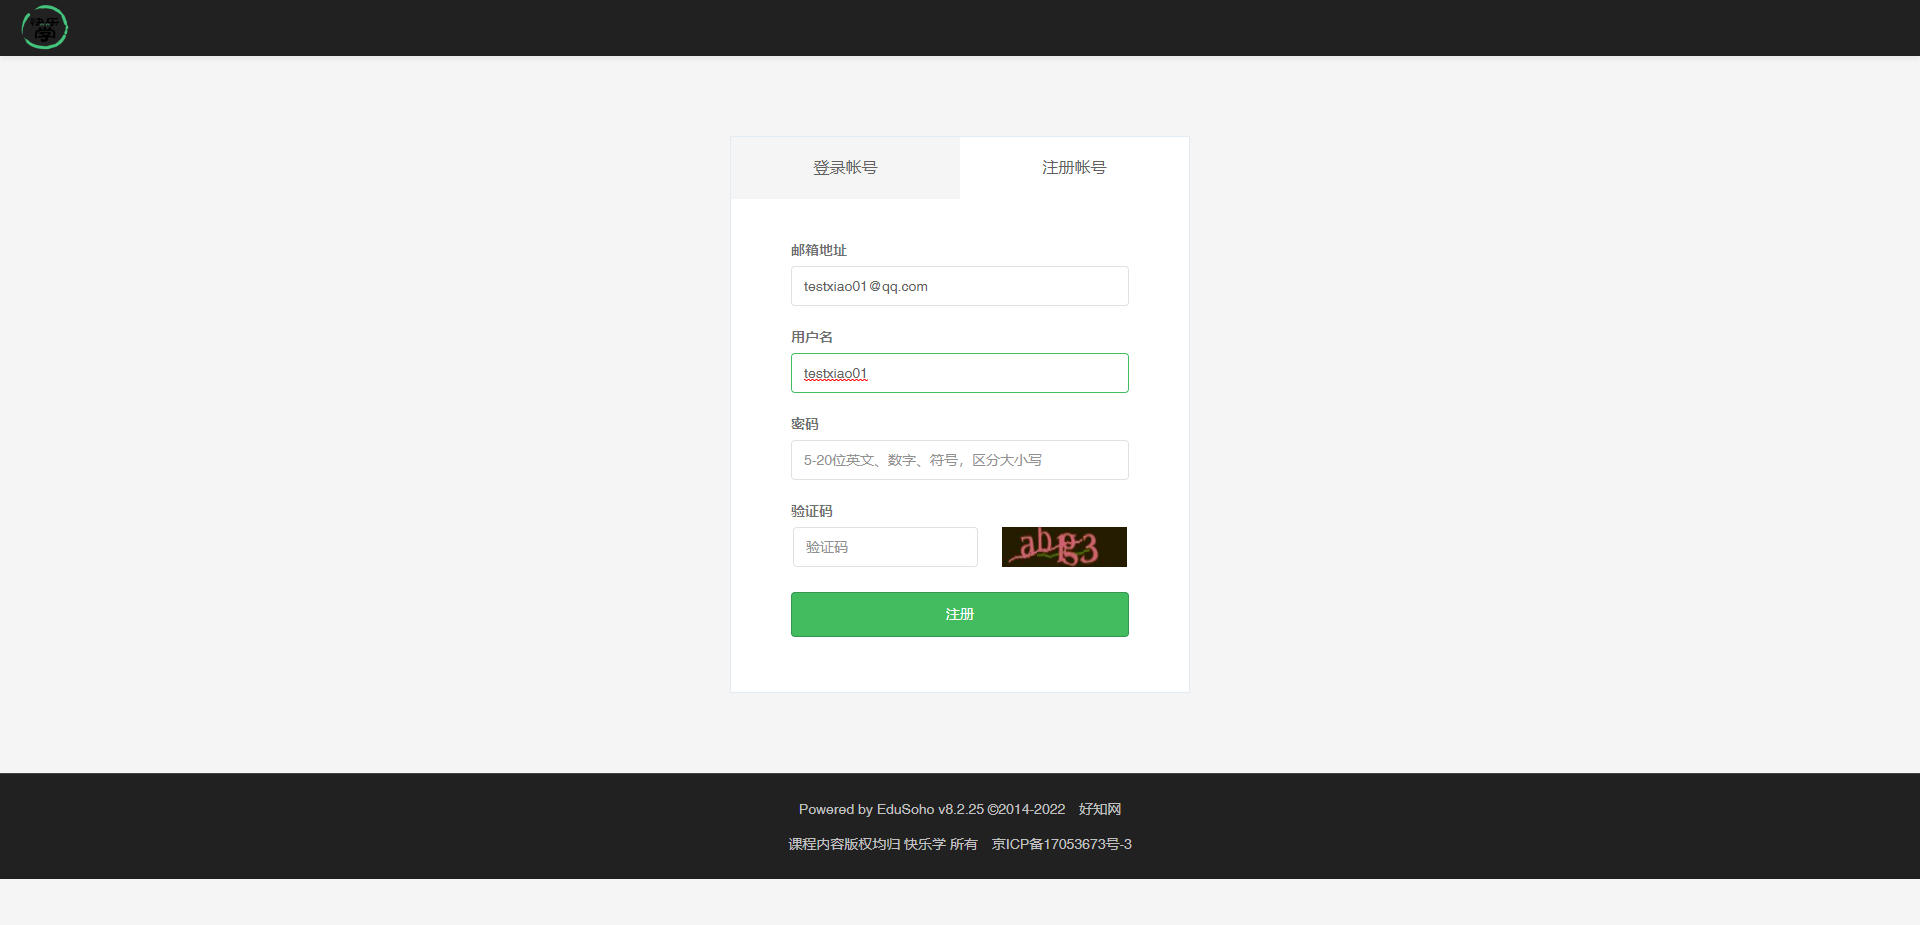 快乐
学
登录帐号
注册帐号
邮箱地址
testxiao01@qq.com
用户名
testxiao01
密码
5-20位英文、数字、符号，区分大小写
验证码
验证码
注册
Powered by EduSoho v8.2.25 ©2014-2022 好知网
课程内容版权均归 快乐学 所有 京ICP备17053673号-3